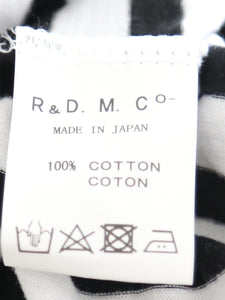 R & D. M. Co-
MADE IN JAPAN
100% COTTON
COTON